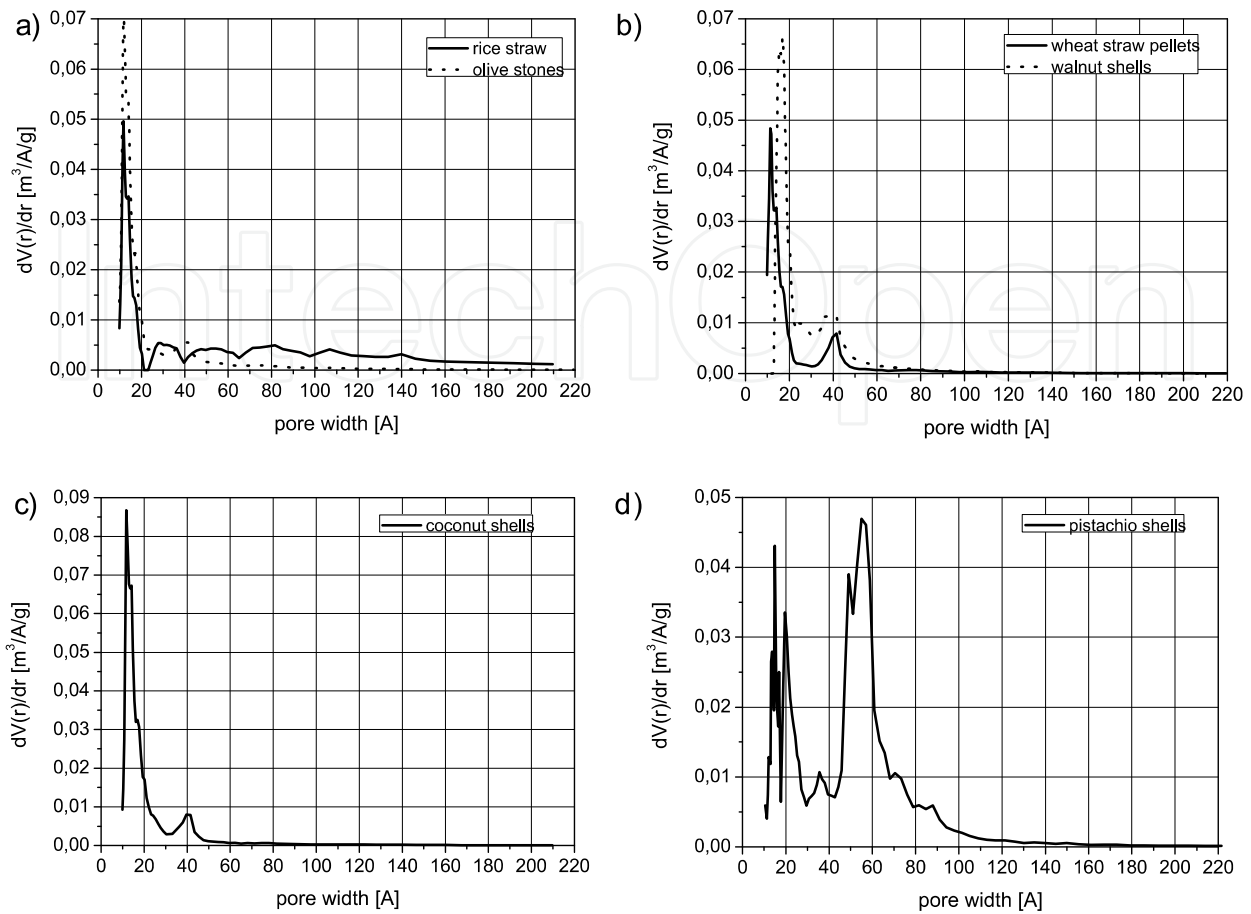 a)
0,07
0,06
0,05
0,04
0,03
0,02
0,01
0,00
dV(r)/dr [m³/A/g]
rice straw
olive stones
0 20 40 60 80 100 120 140 160 180 200 220
pore width [A]
b)
0,07
0,06
0,05
0,04
0,03
0,02
0,01
0,00
dV(r)/dr [m³/A/g]
wheat straw pellets
walnut shells
0 20 40 60 80 100 120 140 160 180 200 220
pore width [A]
IntechOpen
c)
0,09
0,08
0,07
0,06
0,05
0,04
0,03
0,02
0,01
0,00
dV(r)/dr [m³/A/g]
coconut shells
0 20 40 60 80 100 120 140 160 180 200 220
pore width [A]
d)
0,05
0,04
0,03
0,02
0,01
0,00
dV(r)/dr [m³/A/g]
pistachio shells
0 20 40 60 80 100 120 140 160 180 200 220
pore width [A]